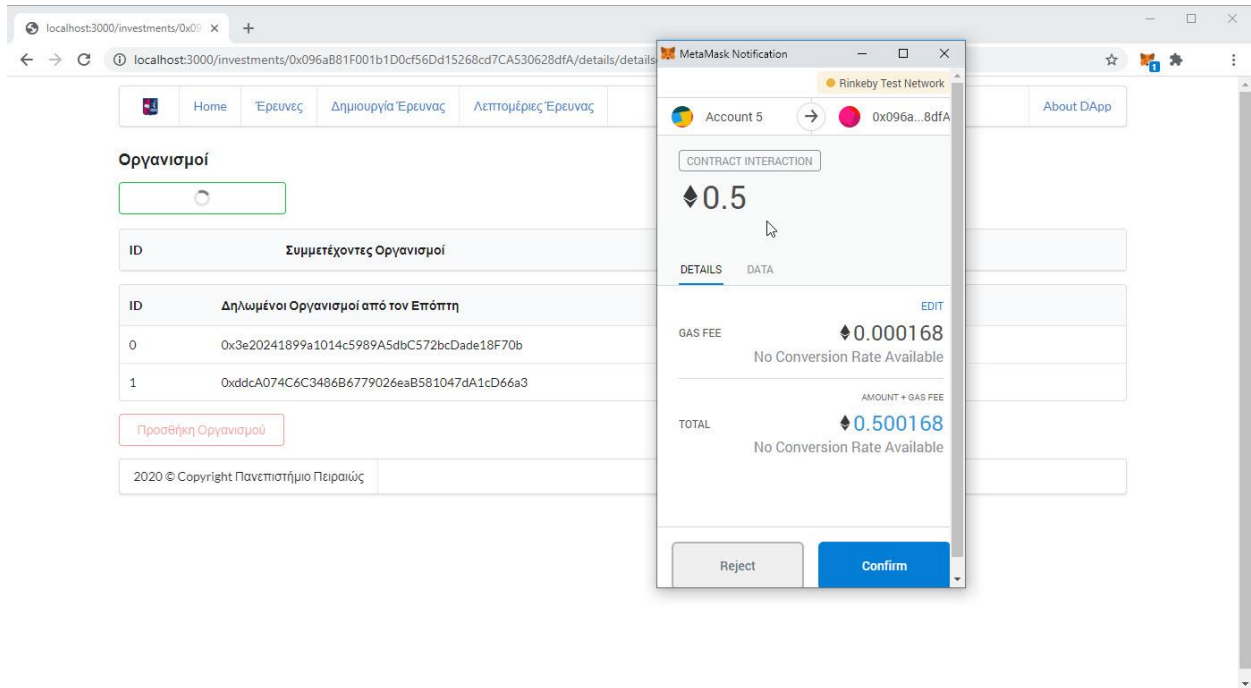 localhost:3000/investments/0x09
localhost:3000/investments/0x096aB81F001b1D0cf56Dd15268cd7CA530628dfA/details/details
Home Έρευνες Δημιουργία Έρευνας Λεπτομέριες Έρευνας About DApp
Οργανισμοί
ID Συμμετέχοντες Οργανισμοί
ID Δηλωμένοι Οργανισμοί από τον Επόπτη
0 0x3e20241899a1014c5989A5dbC572bcDade18F70b
1 0xddcA074C6C3486B6779026eaB581047dA1cD66a3
Προσθήκη Οργανισμού
2020 © Copyright Πανεπιστήμιο Πειραιώς
MetaMask Notification
Rinkeby Test Network
Account 5 0x096a...8dfA
CONTRACT INTERACTION
0.5
DETAILS DATA
EDIT
GAS FEE 0.000168
No Conversion Rate Available
AMOUNT + GAS FEE
TOTAL 0.500168
No Conversion Rate Available
Reject Confirm
1